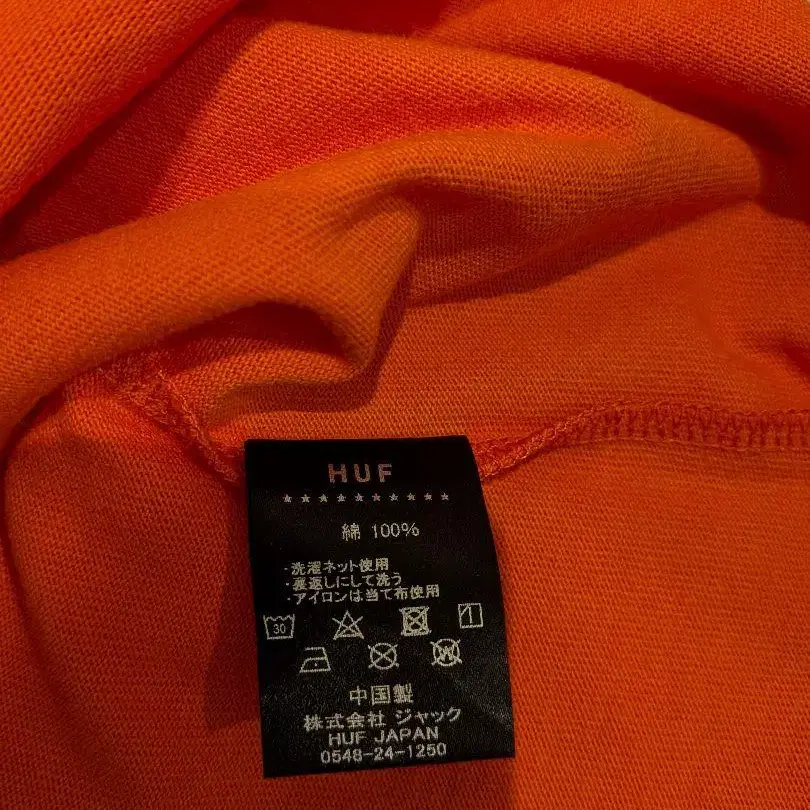 HUF
綿 100%
・洗濯ネット使用
・裏返しにして洗う
・アイロンは当て布使用
30
W
中国製
株式会社 ジャック
HUF JAPAN
0548-24-1250